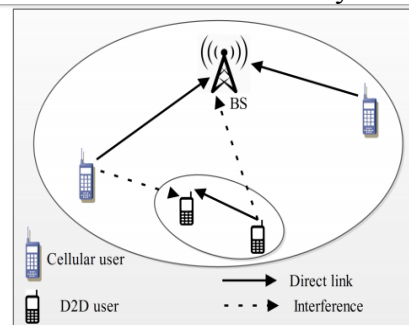 BS
Cellular user
Direct link
D2D user
Interference